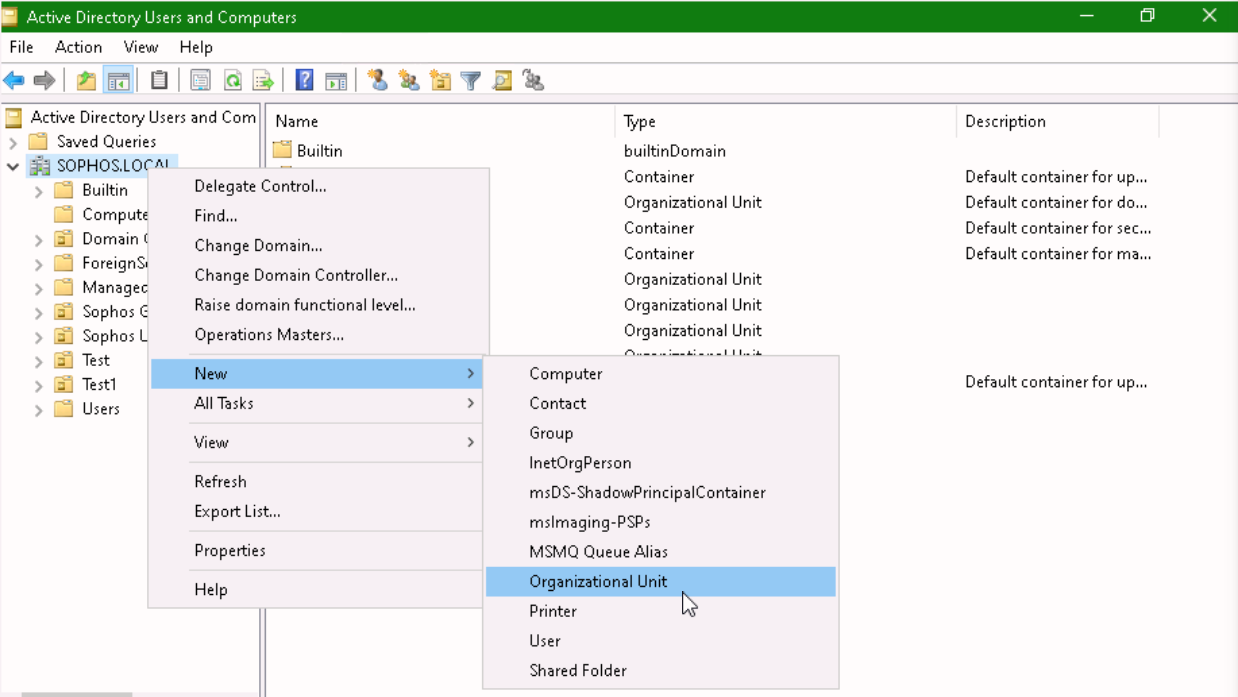 Active Directory Users and Computers
File Action View Help
Active Directory Users and Com
Saved Queries
SOPHOS.LOCAL
Builtin
Compute
Domain
ForeignS
Managed
Sophos
Sophos
Test
Test1
Users
Name Type Description
Builtin builtinDomain
Container Default container for up...
Organizational Unit Default container for do...
Container Default container for sec...
Container Default container for ma...
Organizational Unit
Organizational Unit
Organizational Unit
Organizational Unit
Default container for up...
Delegate Control...
Find...
Change Domain...
Change Domain Controller...
Raise domain functional level...
Operations Masters...
New
All Tasks
View
Refresh
Export List...
Properties
Help
Computer
Contact
Group
InetOrgPerson
msDS-ShadowPrincipalContainer
msImaging-PSPs
MSMQ Queue Alias
Organizational Unit
Printer
User
Shared Folder